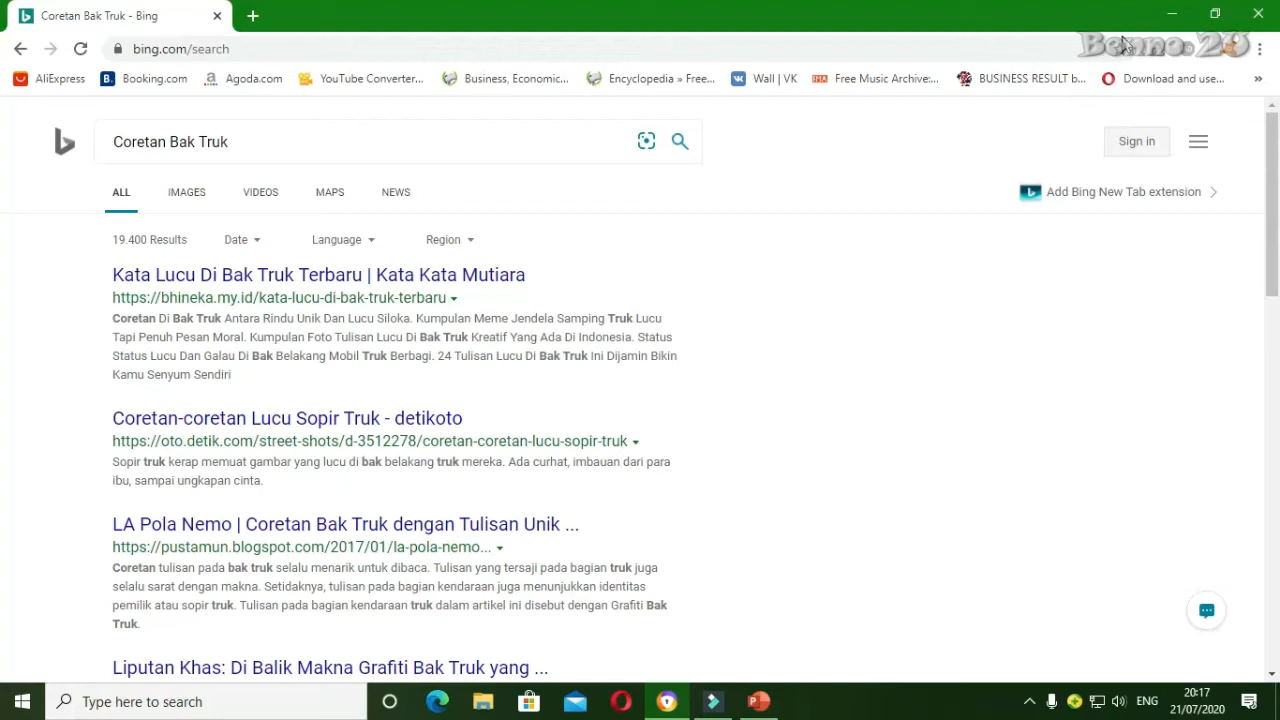 Coretan Bak Truk - Bing
Benno 20
bing.com/search
AliExpress
Booking.com
Agoda.com
YouTube Converter...
Business, Economic...
Encyclopedia » Free...
Wall | VK
Free Music Archive:...
BUSINESS RESULT b...
Download and use...
»
Coretan Bak Truk
Sign in
ALL
IMAGES
VIDEOS
MAPS
NEWS
Add Bing New Tab extension
19.400 Results
Date
Language
Region
Kata Lucu Di Bak Truk Terbaru | Kata Kata Mutiara
https://bhineka.my.id/kata-lucu-di-bak-truk-terbaru
Coretan Di Bak Truk Antara Rindu Unik Dan Lucu Siloka. Kumpulan Meme Jendela Samping Truk Lucu
Tapi Penuh Pesan Moral. Kumpulan Foto Tulisan Lucu Di Bak Truk Kreatif Yang Ada Di Indonesia. Status
Status Lucu Dan Galau Di Bak Belakang Mobil Truk Berbagi. 24 Tulisan Lucu Di Bak Truk Ini Dijamin Bikin
Kamu Senyum Sendiri
Coretan-coretan Lucu Sopir Truk - detikoto
https://oto.detik.com/street-shots/d-3512278/coretan-coretan-lucu-sopir-truk
Sopir truk kerap memuat gambar yang lucu di bak belakang truk mereka. Ada curhat, imbauan dari para
ibu, sampai ungkapan cinta.
LA Pola Nemo | Coretan Bak Truk dengan Tulisan Unik ...
https://pustamun.blogspot.com/2017/01/la-pola-nemo...
Coretan tulisan pada bak truk selalu menarik untuk dibaca. Tulisan yang tersaji pada bagian truk juga
selalu sarat dengan makna. Setidaknya, tulisan pada bagian kendaraan juga menunjukkan identitas
pemilik atau sopir truk. Tulisan pada bagian kendaraan truk dalam artikel ini disebut dengan Grafiti Bak
Truk.
Liputan Khas: Di Balik Makna Grafiti Bak Truk yang ...
Type here to search
ENG
20:17
21/07/2020